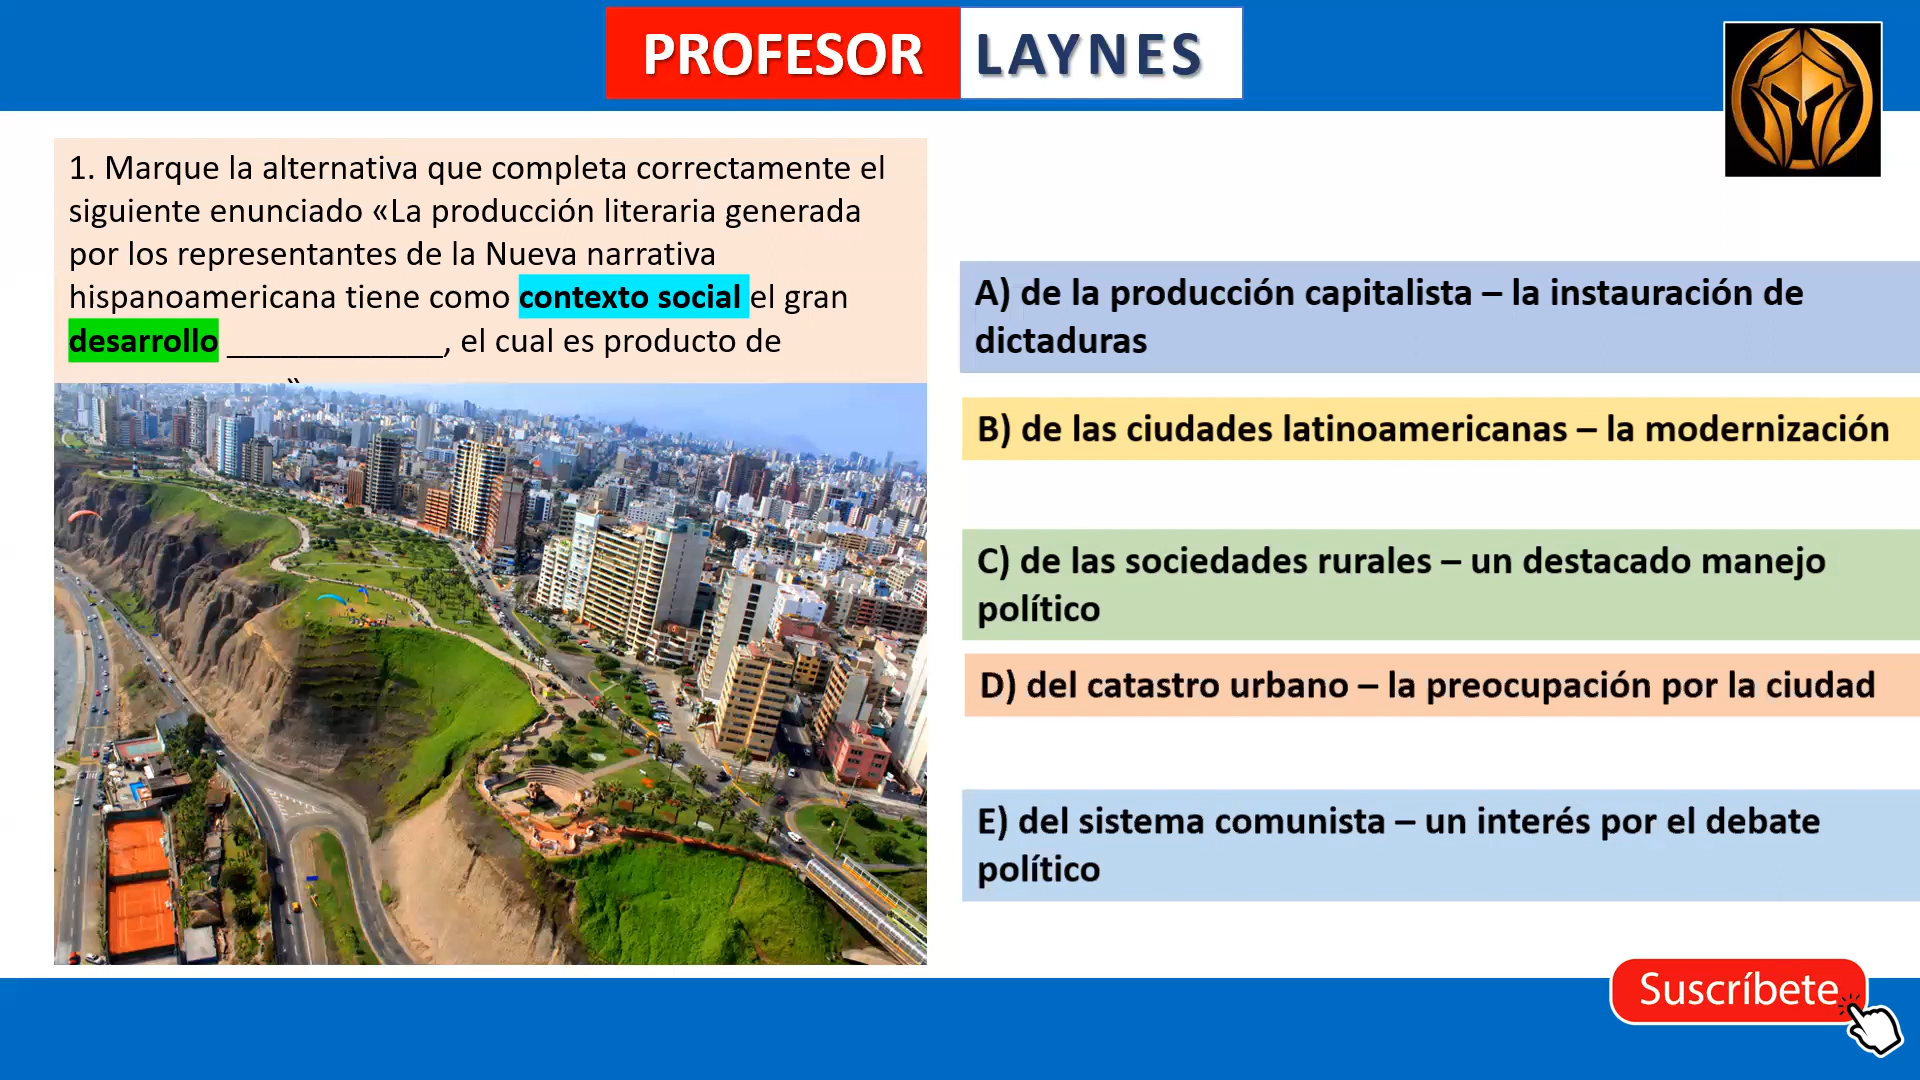 PROFESOR LAYNES
1. Marque la alternativa que completa correctamente el
siguiente enunciado «La producción literaria generada
por los representantes de la Nueva narrativa
hispanoamericana tiene como contexto social el gran
desarrollo _____________, el cual es producto de
»
A) de la producción capitalista – la instauración de
dictaduras
B) de las ciudades latinoamericanas – la modernización
C) de las sociedades rurales – un destacado manejo
político
D) del catastro urbano – la preocupación por la ciudad
E) del sistema comunista – un interés por el debate
político
Suscríbete